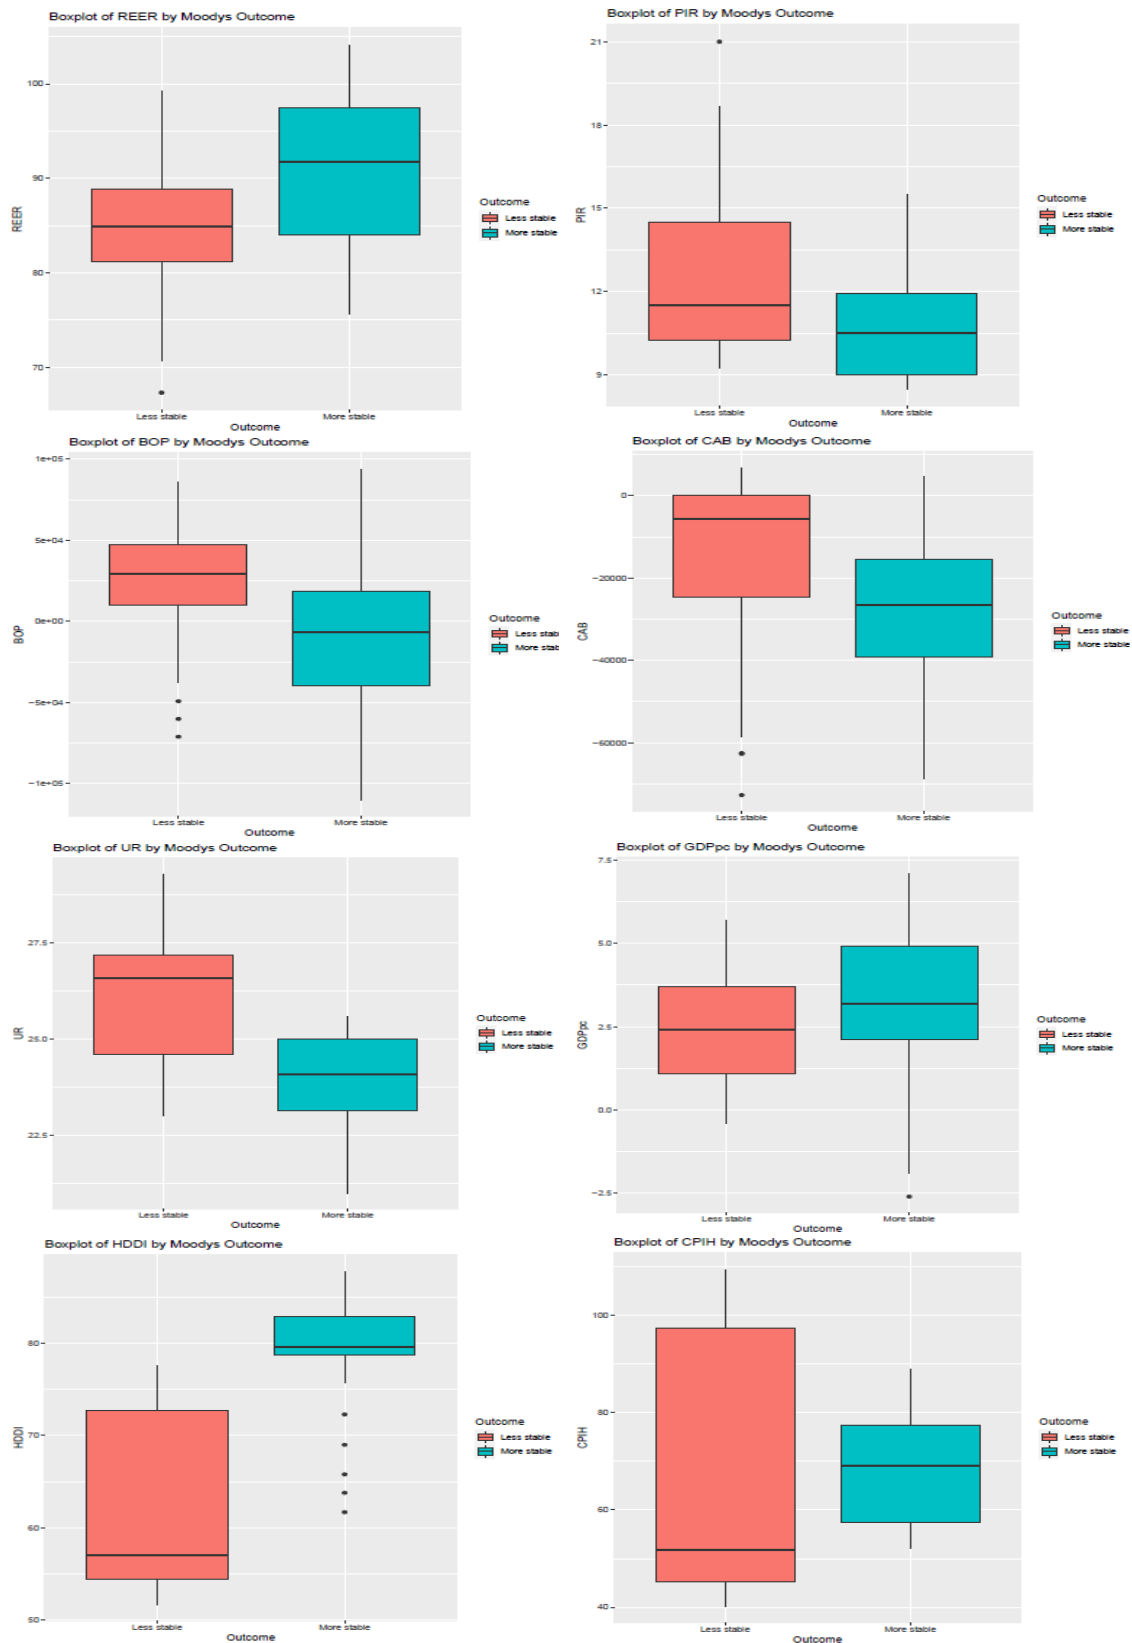 Boxplot of REER by Moodys Outcome
100
90
80
70
REER
Less stable
More stable
Outcome
Outcome
Less stable
More stable
Boxplot of PIR by Moodys Outcome
21
18
15
12
9
PIR
Less stable
More stable
Outcome
Outcome
Less stable
More stable
Boxplot of BOP by Moodys Outcome
1e+05
5e+04
0e+00
−5e+04
−1e+05
BOP
Less stable
More stable
Outcome
Outcome
Less stab
More stab
Boxplot of CAB by Moodys Outcome
0
−20000
−40000
−60000
CAB
Less stable
More stable
Outcome
Outcome
Less stable
More stable
Boxplot of UR by Moodys Outcome
27.5
25.0
22.5
UR
Less stable
More stable
Outcome
Outcome
Less stable
More stable
Boxplot of GDPpc by Moodys Outcome
7.5
5.0
2.5
0.0
−2.5
GDPpc
Less stable
More stable
Outcome
Outcome
Less stable
More stable
Boxplot of HDDI by Moodys Outcome
80
70
60
50
HDDI
Less stable
More stable
Outcome
Outcome
Less stable
More stable
Boxplot of CPIH by Moodys Outcome
100
80
60
40
CPIH
Less stable
More stable
Outcome
Outcome
Less stable
More stable